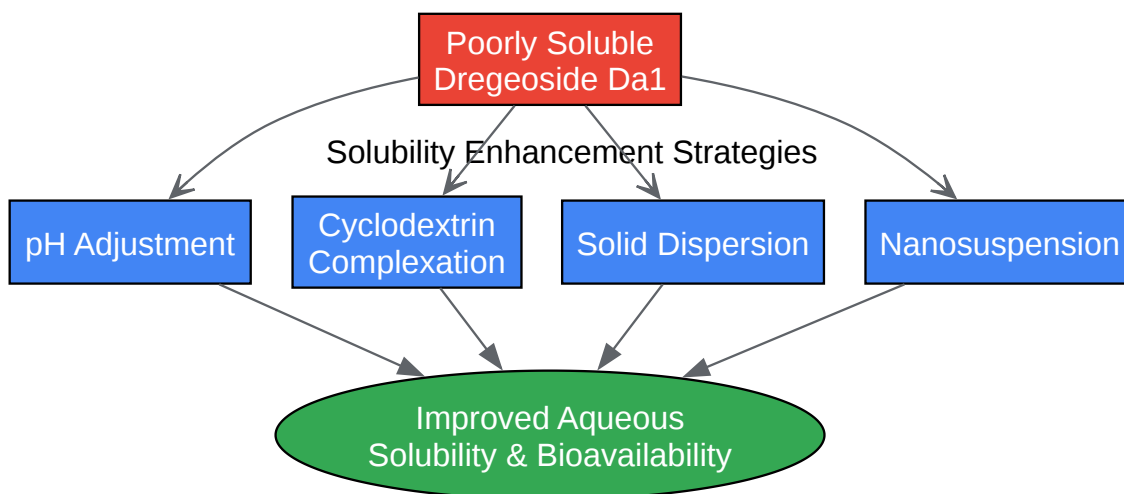 Poorly Soluble
Dregeoside Da1
Solubility Enhancement Strategies
pH Adjustment
Cyclodextrin
Complexation
Solid Dispersion
Nanosuspension
Improved Aqueous
Solubility & Bioavailability